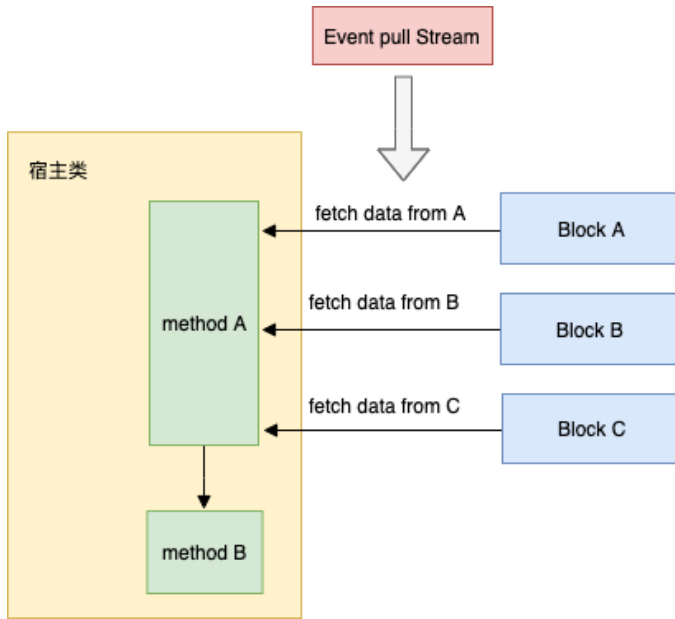 Event pull Stream
宿主类
fetch data from A
Block A
fetch data from B
method A
Block B
fetch data from C
Block C
method B